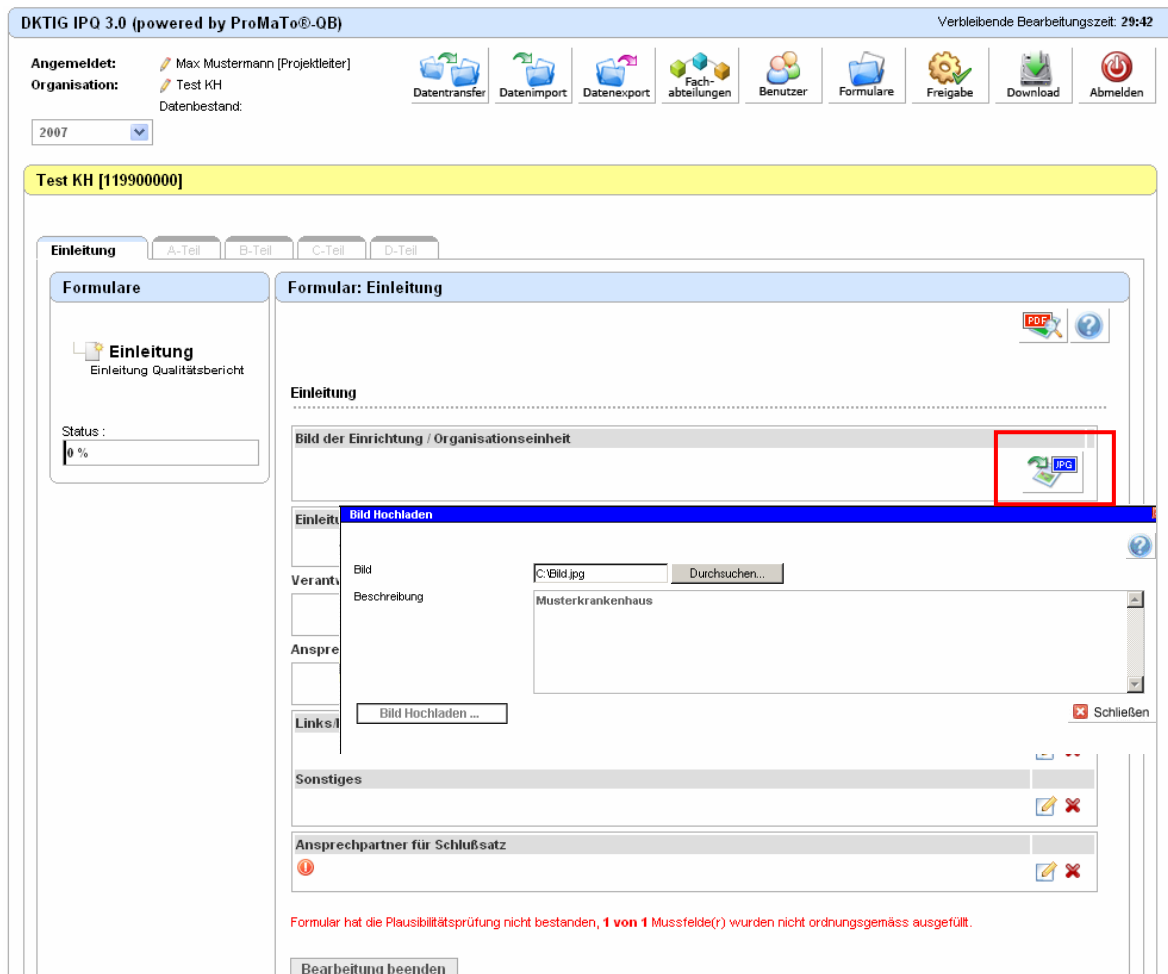 DKTIG IPQ 3.0 (powered by ProMaTo®-QB)
Verbleibende Bearbeitungszeit: 29:42
Angemeldet: Max Mustermann [Projektleiter]
Organisation: Test KH
Datenbestand:
2007
Datentransfer
Datenimport
Datenexport
Fach-
abteilungen
Benutzer
Formulare
Freigabe
Download
Abmelden
Test KH [119900000]
Einleitung
A-Teil
B-Teil
C-Teil
D-Teil
Formulare
Einleitung
Einleitung Qualitätsbericht
Status :
0 %
Formular: Einleitung
PDF
Einleitung
Bild der Einrichtung / Organisationseinheit
JPG
Einleitu
Bild Hochladen
Bild
C:\Bild.jpg
Durchsuchen...
Beschreibung
Musterkrankenhaus
Verantw
Anspre
Bild Hochladen ...
Schließen
Links/
Sonstiges
Ansprechpartner für Schlußsatz
Formular hat die Plausibilitätsprüfung nicht bestanden, 1 von 1 Mussfelde(r) wurden nicht ordnungsgemäss ausgefüllt.
Bearbeitung beenden